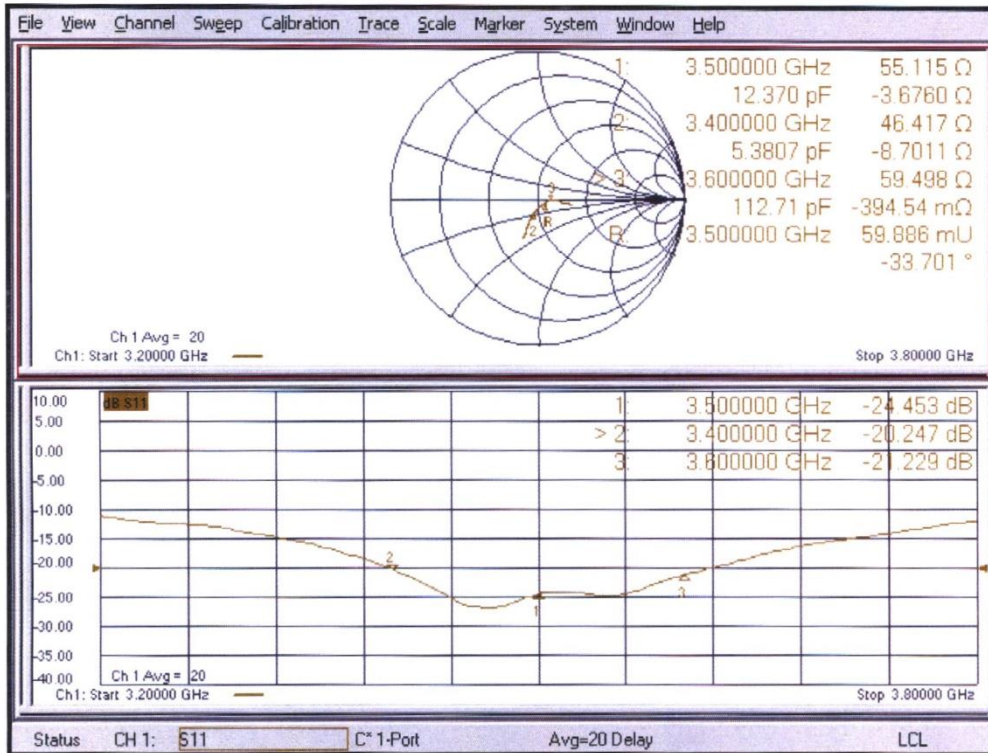 File View Channel Sweep Calibration Trace Scale Marker System Window Help
1: 3.500000 GHz 55.115 Ω
12.370 pF -3.6760 Ω
2: 3.400000 GHz 46.417 Ω
5.3807 pF -8.7011 Ω
> 3: 3.600000 GHz 59.498 Ω
112.71 pF -394.54 mΩ
R: 3.500000 GHz 59.886 mU
-33.701 °
3
1
2 R
Ch 1 Avg = 20
Ch1: Start 3.20000 GHz Stop 3.80000 GHz
10.00 dB S11 1: 3.500000 GHz -24.453 dB
5.00
0.00 > 2: 3.400000 GHz -20.247 dB
3: 3.600000 GHz -21.229 dB
-5.00
-10.00
-15.00
-20.00 2
-25.00 1 3
-30.00
-35.00
-40.00 Ch 1 Avg = 20
Ch1: Start 3.20000 GHz Stop 3.80000 GHz
Status CH 1: S11 C* 1-Port Avg=20 Delay LCL